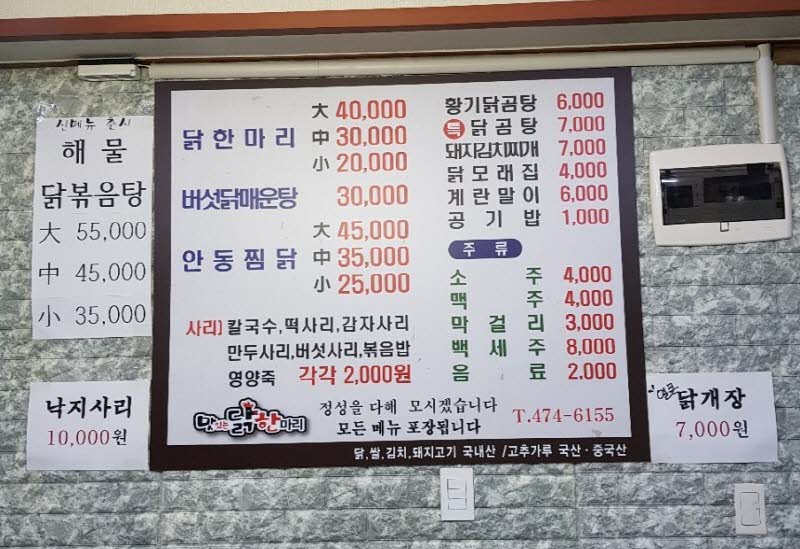 신메뉴 출시
해물
닭볶음탕
大 55,000
中 45,000
小 35,000
낙지사리
10,000원
닭한마리
大 40,000
中 30,000
小 20,000
버섯닭매운탕 30,000
안동찜닭
大 45,000
中 35,000
小 25,000
사리) 칼국수,떡사리,감자사리
만두사리,버섯사리,볶음밥
영양죽 각각 2,000원
황기닭곰탕 6,000
특 닭곰탕 7,000
돼지김치찌개 7,000
닭모래집 4,000
계란말이 6,000
공기밥 1,000
주류
소주 4,000
맥주 4,000
막걸리 3,000
백세주 8,000
음료 2,000
맛있는 닭한마리
정성을 다해 모시겠습니다
모든 메뉴 포장됩니다
T.474-6155
닭,쌀,김치,돼지고기 국내산 /고추가루 국산·중국산
얼큰 닭개장
7,000원